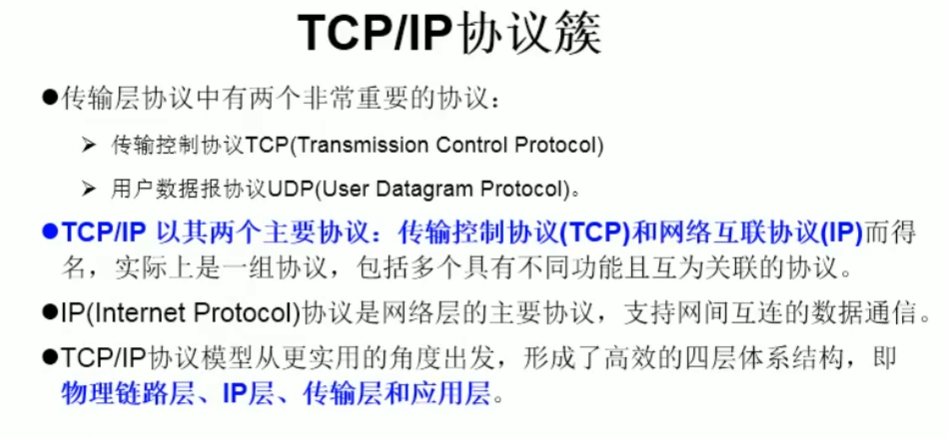 TCP/IP协议簇
●传输层协议中有两个非常重要的协议：
➢ 传输控制协议TCP(Transmission Control Protocol)
➢ 用户数据报协议UDP(User Datagram Protocol)。
●TCP/IP 以其两个主要协议：传输控制协议(TCP)和网络互联协议(IP)而得
名，实际上是一组协议，包括多个具有不同功能且互为关联的协议。
●IP(Internet Protocol)协议是网络层的主要协议，支持网间互连的数据通信。
●TCP/IP协议模型从更实用的角度出发，形成了高效的四层体系结构，即
物理链路层、IP层、传输层和应用层。